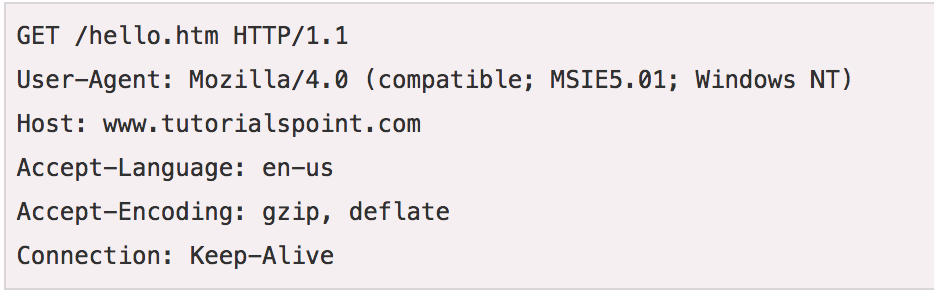 GET /hello.htm HTTP/1.1
User-Agent: Mozilla/4.0 (compatible; MSIE5.01; Windows NT)
Host: www.tutorialspoint.com
Accept-Language: en-us
Accept-Encoding: gzip, deflate
Connection: Keep-Alive